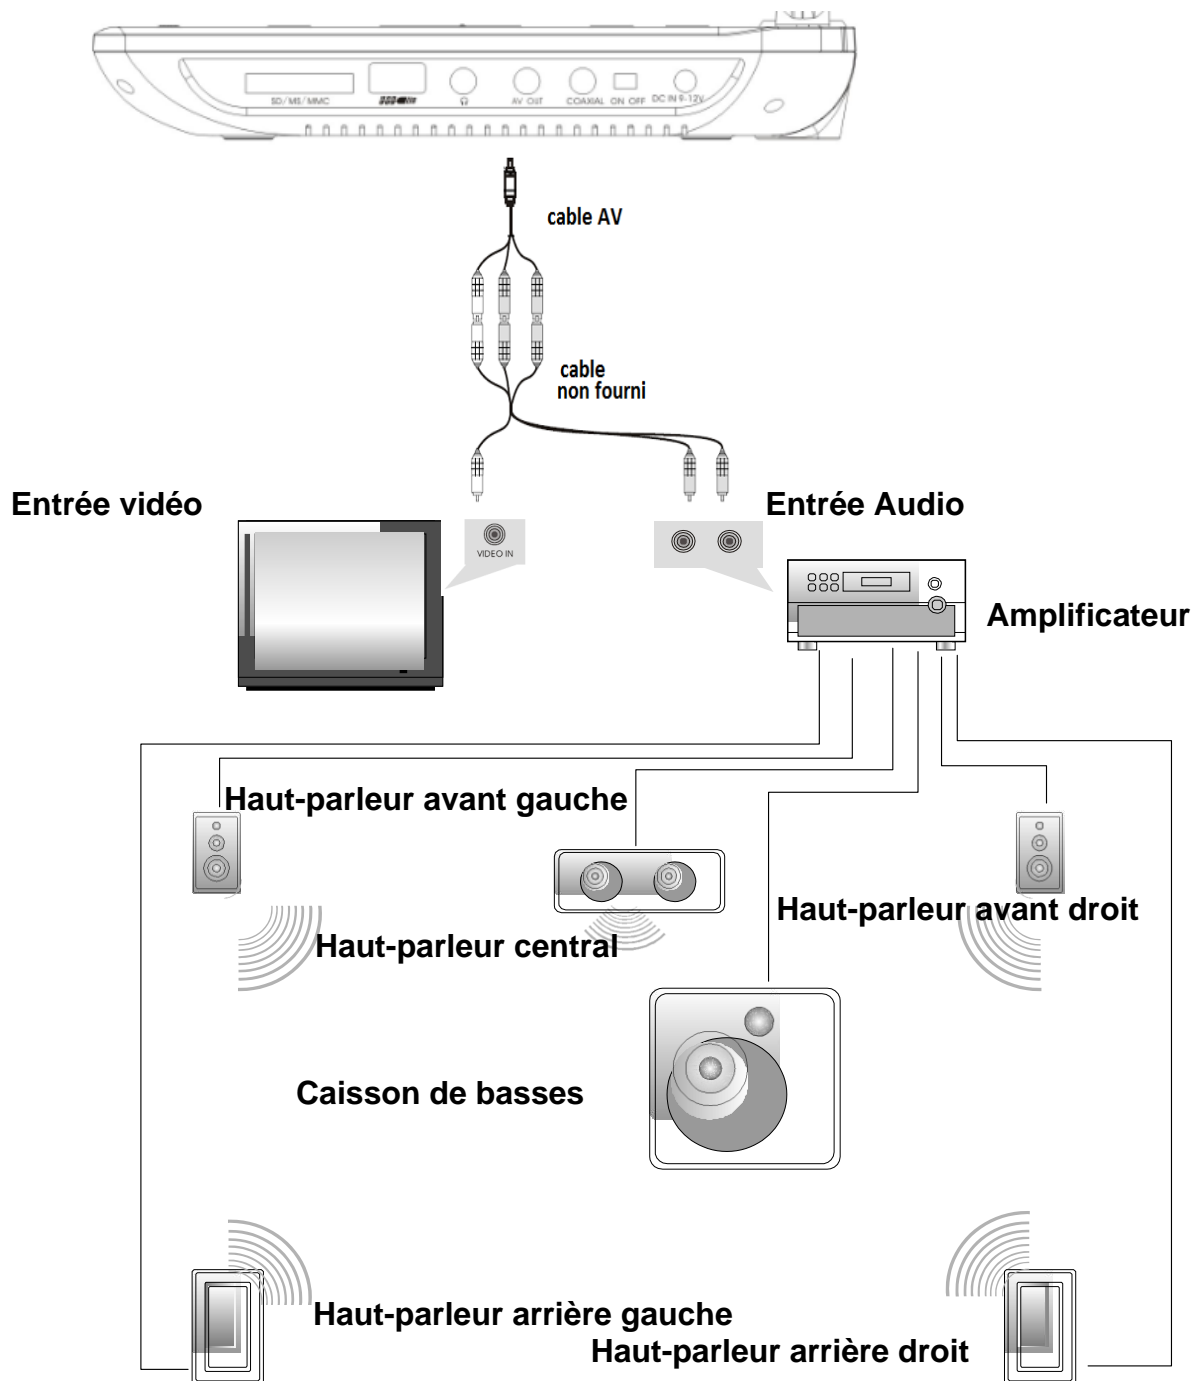 SD/MS/MMC
AV OUT
COAXIAL
ON OFF
DC IN 9-12V
cable AV
cable
non fourni
Entrée vidéo
VIDEO IN
Entrée Audio
Amplificateur
Haut-parleur avant gauche
Haut-parleur avant droit
Haut-parleur central
Caisson de basses
Haut-parleur arrière gauche
Haut-parleur arrière droit